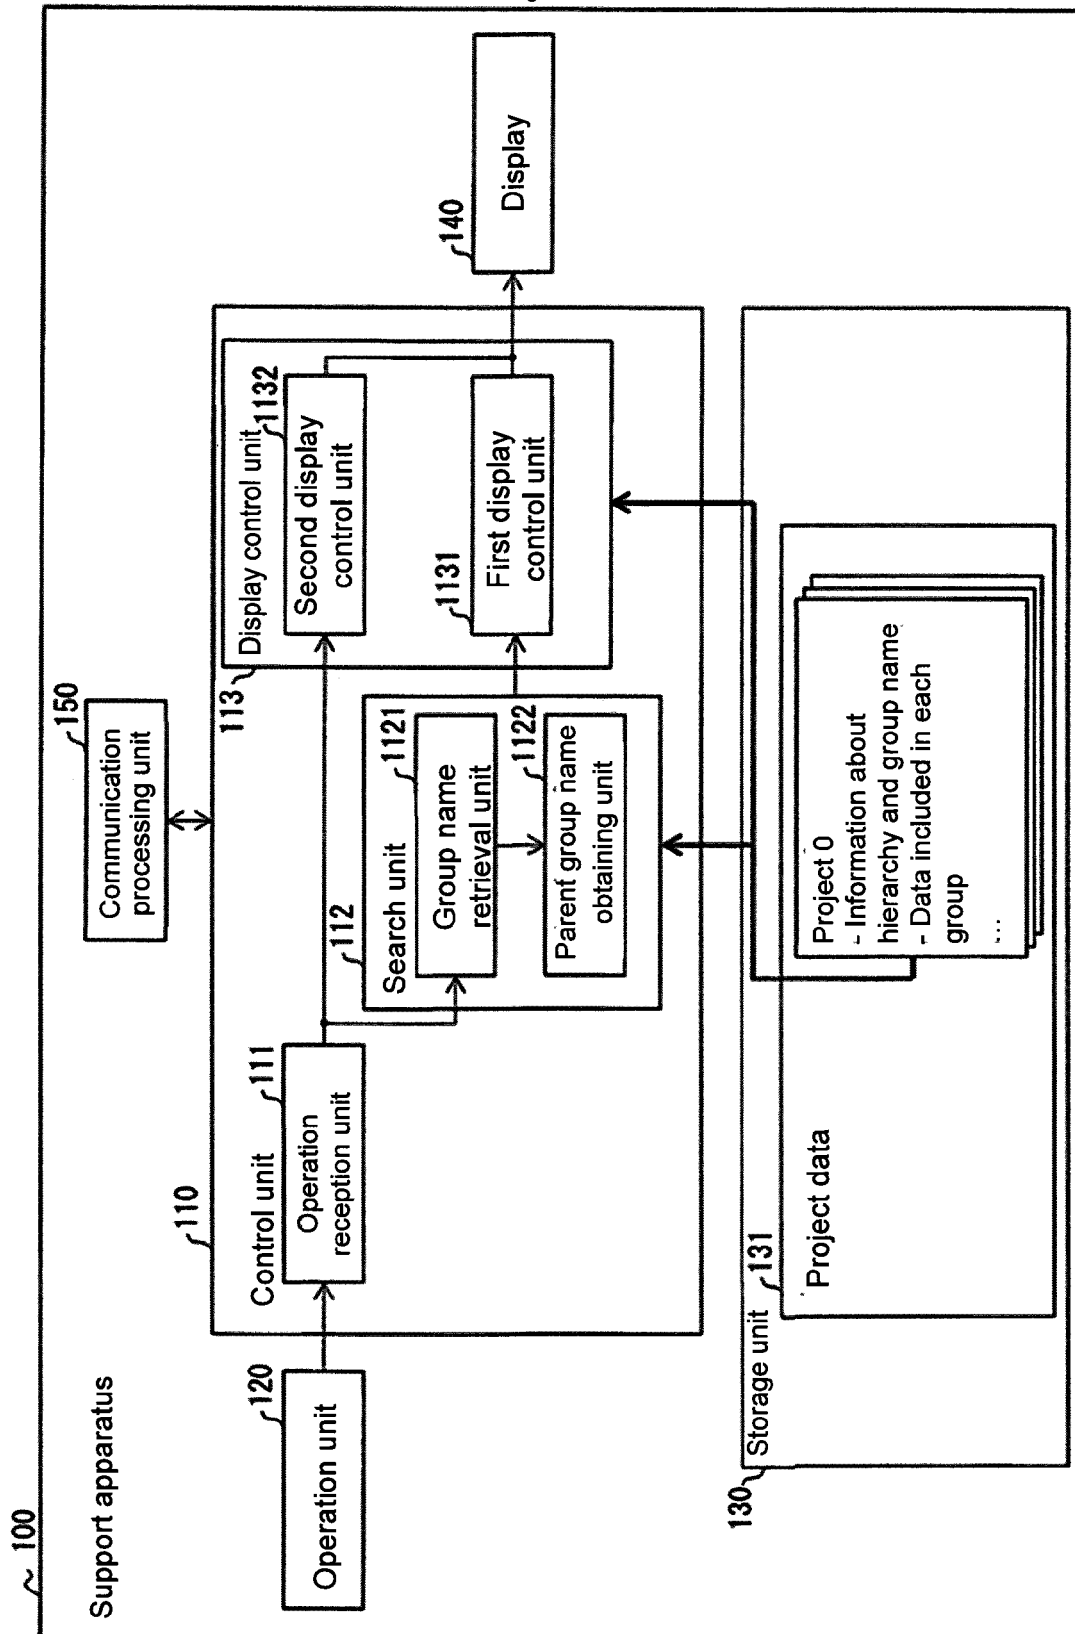 100
Support apparatus
150
Communication
processing unit
120
Operation unit
110
Control unit
111
Operation
reception unit
112
Search unit
1121
Group name
retrieval unit
1122
Parent group name
obtaining unit
113
Display control unit
1132
Second display
control unit
1131
First display
control unit
140
Display
130
Storage unit
131
Project data
Project 0
- Information about
hierarchy and group name
- Data included in each
group
...